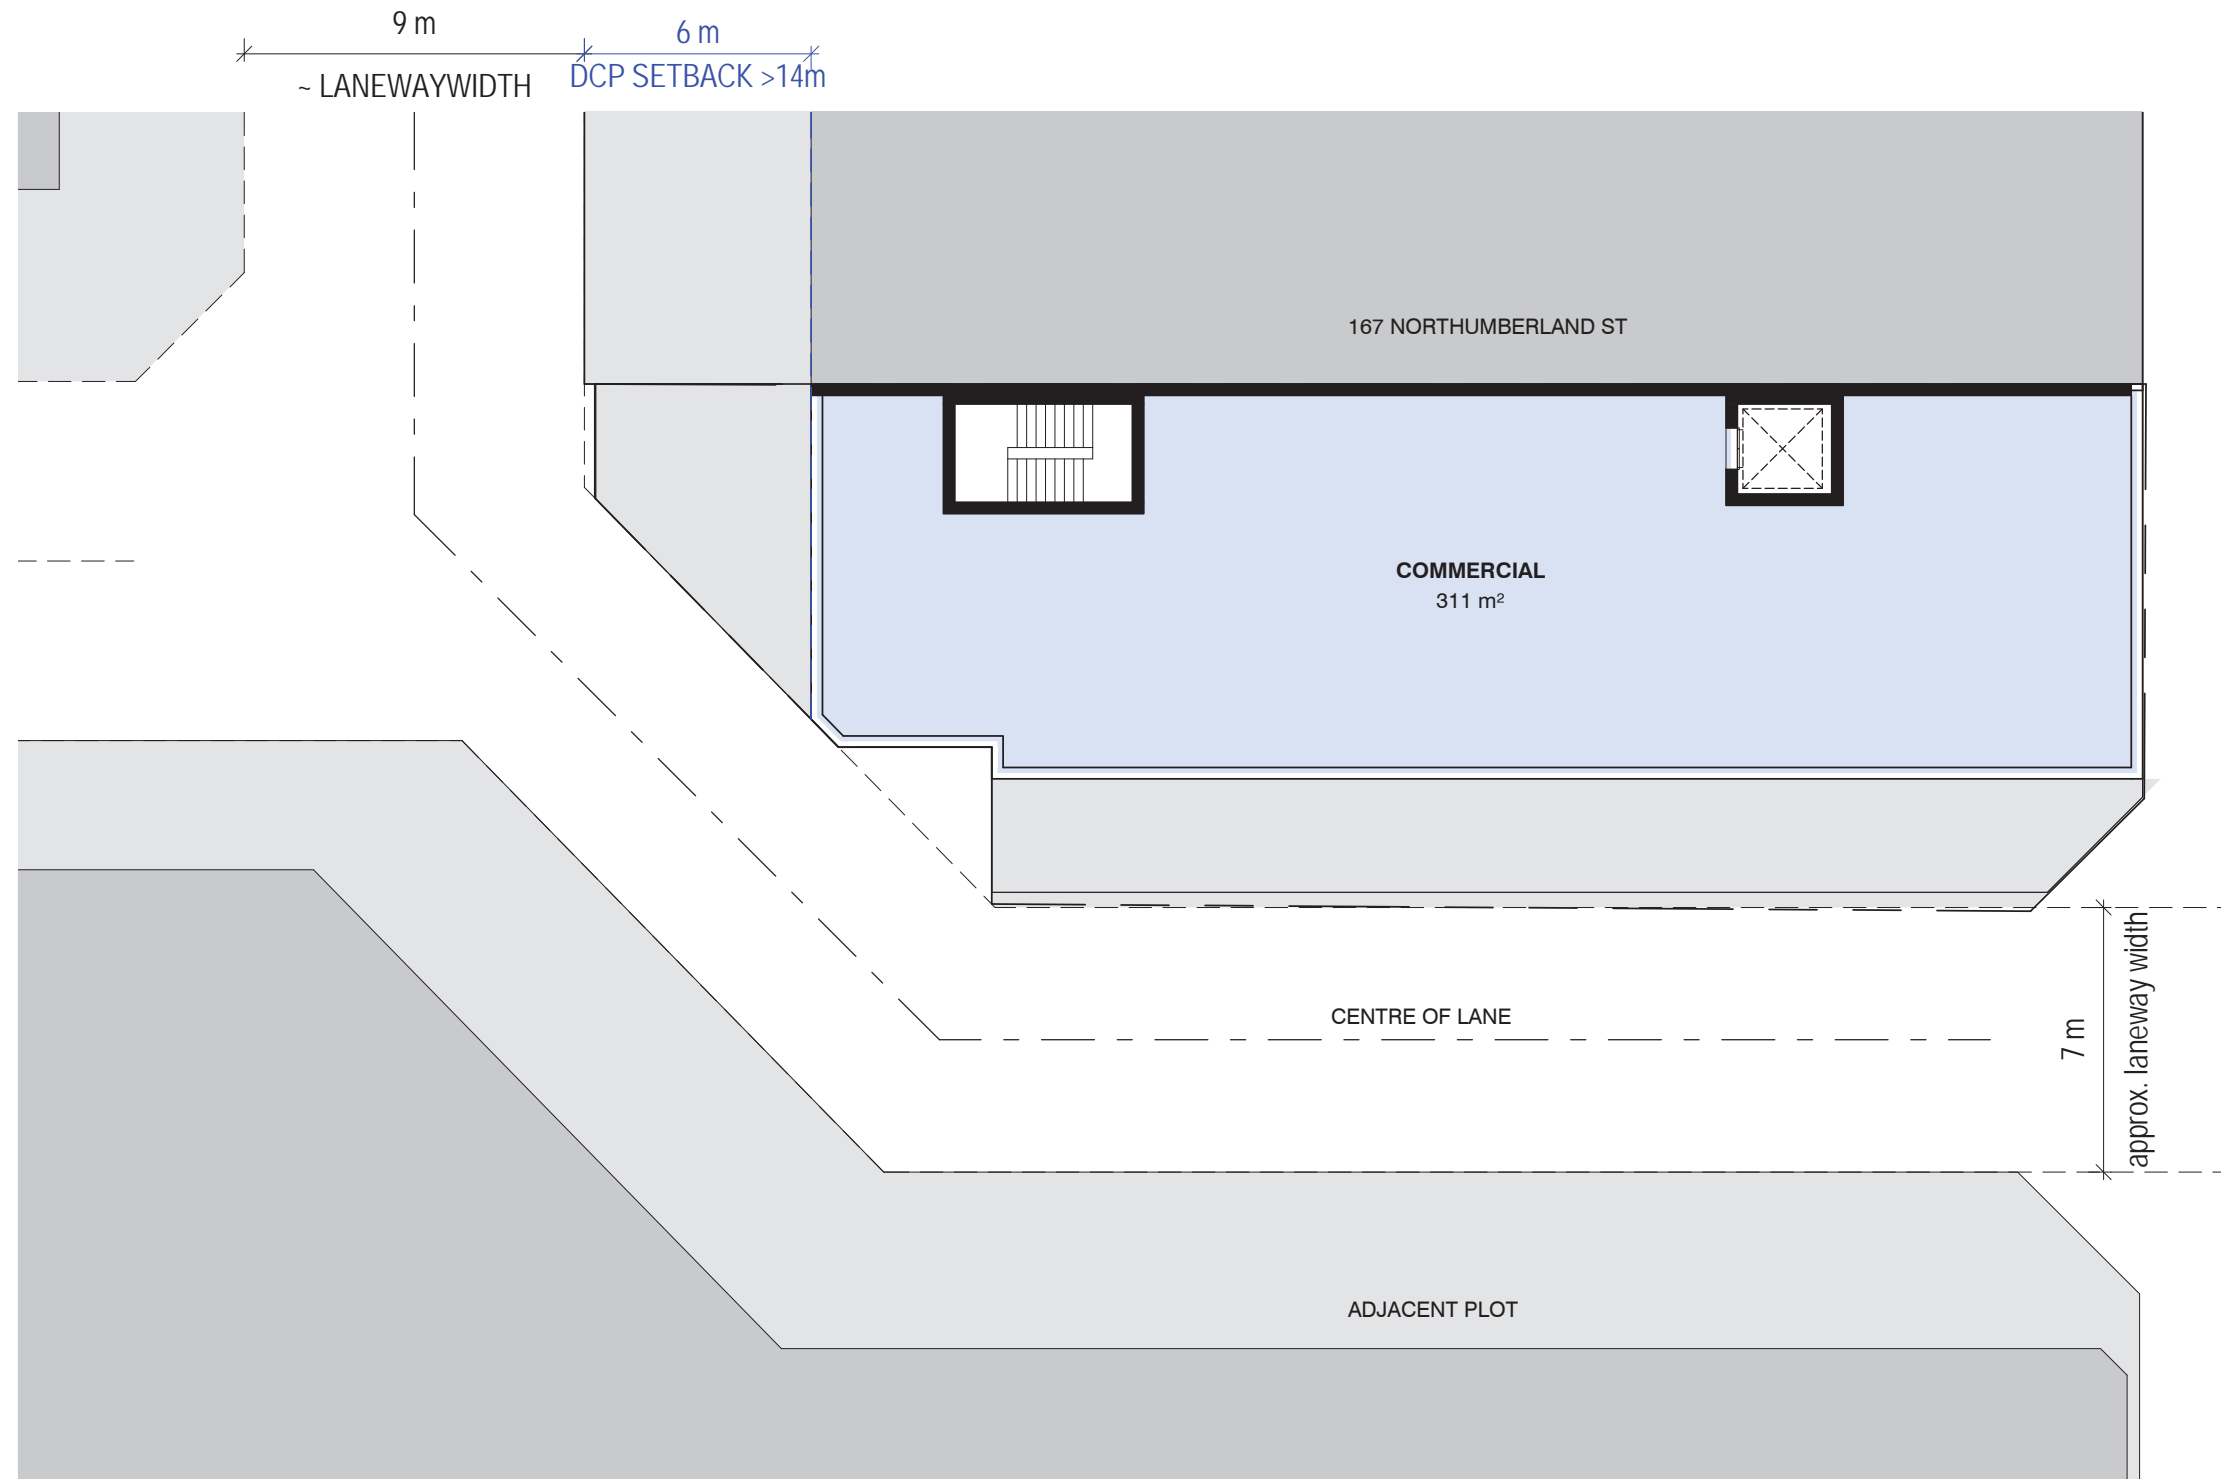 9 m
6 m
~ LANEWAYWIDTH
DCP SETBACK >14m
167 NORTHUMBERLAND ST
COMMERCIAL
311 m²
CENTRE OF LANE
7 m
approx. laneway width
ADJACENT PLOT